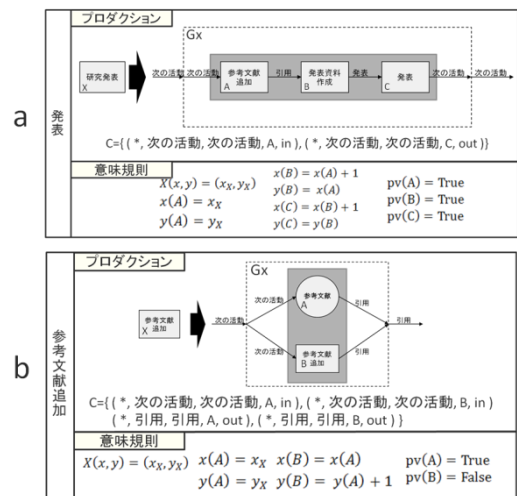 a
発表
プロダクション
Gx
研究発表
X
次の活動
次の活動
参考文献
追加
A
引用
発表資料
作成
B
発表
発表
C
次の活動
次の活動
C={ ( *, 次の活動, 次の活動, A, in ), ( *, 次の活動, 次の活動, C, out )}
意味規則
X(x, y) = (x_X, y_X)
x(A) = x_X
y(A) = y_X
x(B) = x(A) + 1
y(B) = x(A)
x(C) = x(B) + 1
y(C) = y(B)
pv(A) = True
pv(B) = True
pv(C) = True
b
参考文献追加
プロダクション
Gx
参考文献
追加
X
次の活動
次の活動
参考文献
A
引用
次の活動
参考文献
追加
B
引用
引用
C={ ( *, 次の活動, 次の活動, A, in ), ( *, 次の活動, 次の活動, B, in )
( *, 引用, 引用, A, out ), ( *, 引用, 引用, B, out ) }
意味規則
X(x, y) = (x_X, y_X)
x(A) = x_X x(B) = x(A)
y(A) = y_X y(B) = y(A) + 1
pv(A) = True
pv(B) = False